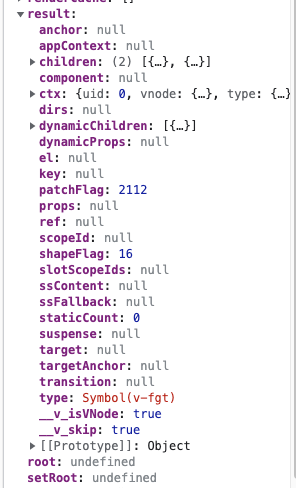 result:
anchor: null
appContext: null
children: (2) [{…}, {…}]
component: null
ctx: {uid: 0, vnode: {…}, type: {…}
dirs: null
dynamicChildren: [{…}]
dynamicProps: null
el: null
key: null
patchFlag: 2112
props: null
ref: null
scopeId: null
shapeFlag: 16
slotScopeIds: null
ssContent: null
ssFallback: null
staticCount: 0
suspense: null
target: null
targetAnchor: null
transition: null
type: Symbol(v-fgt)
__v_isVNode: true
__v_skip: true
[[Prototype]]: Object
root: undefined
setRoot: undefined